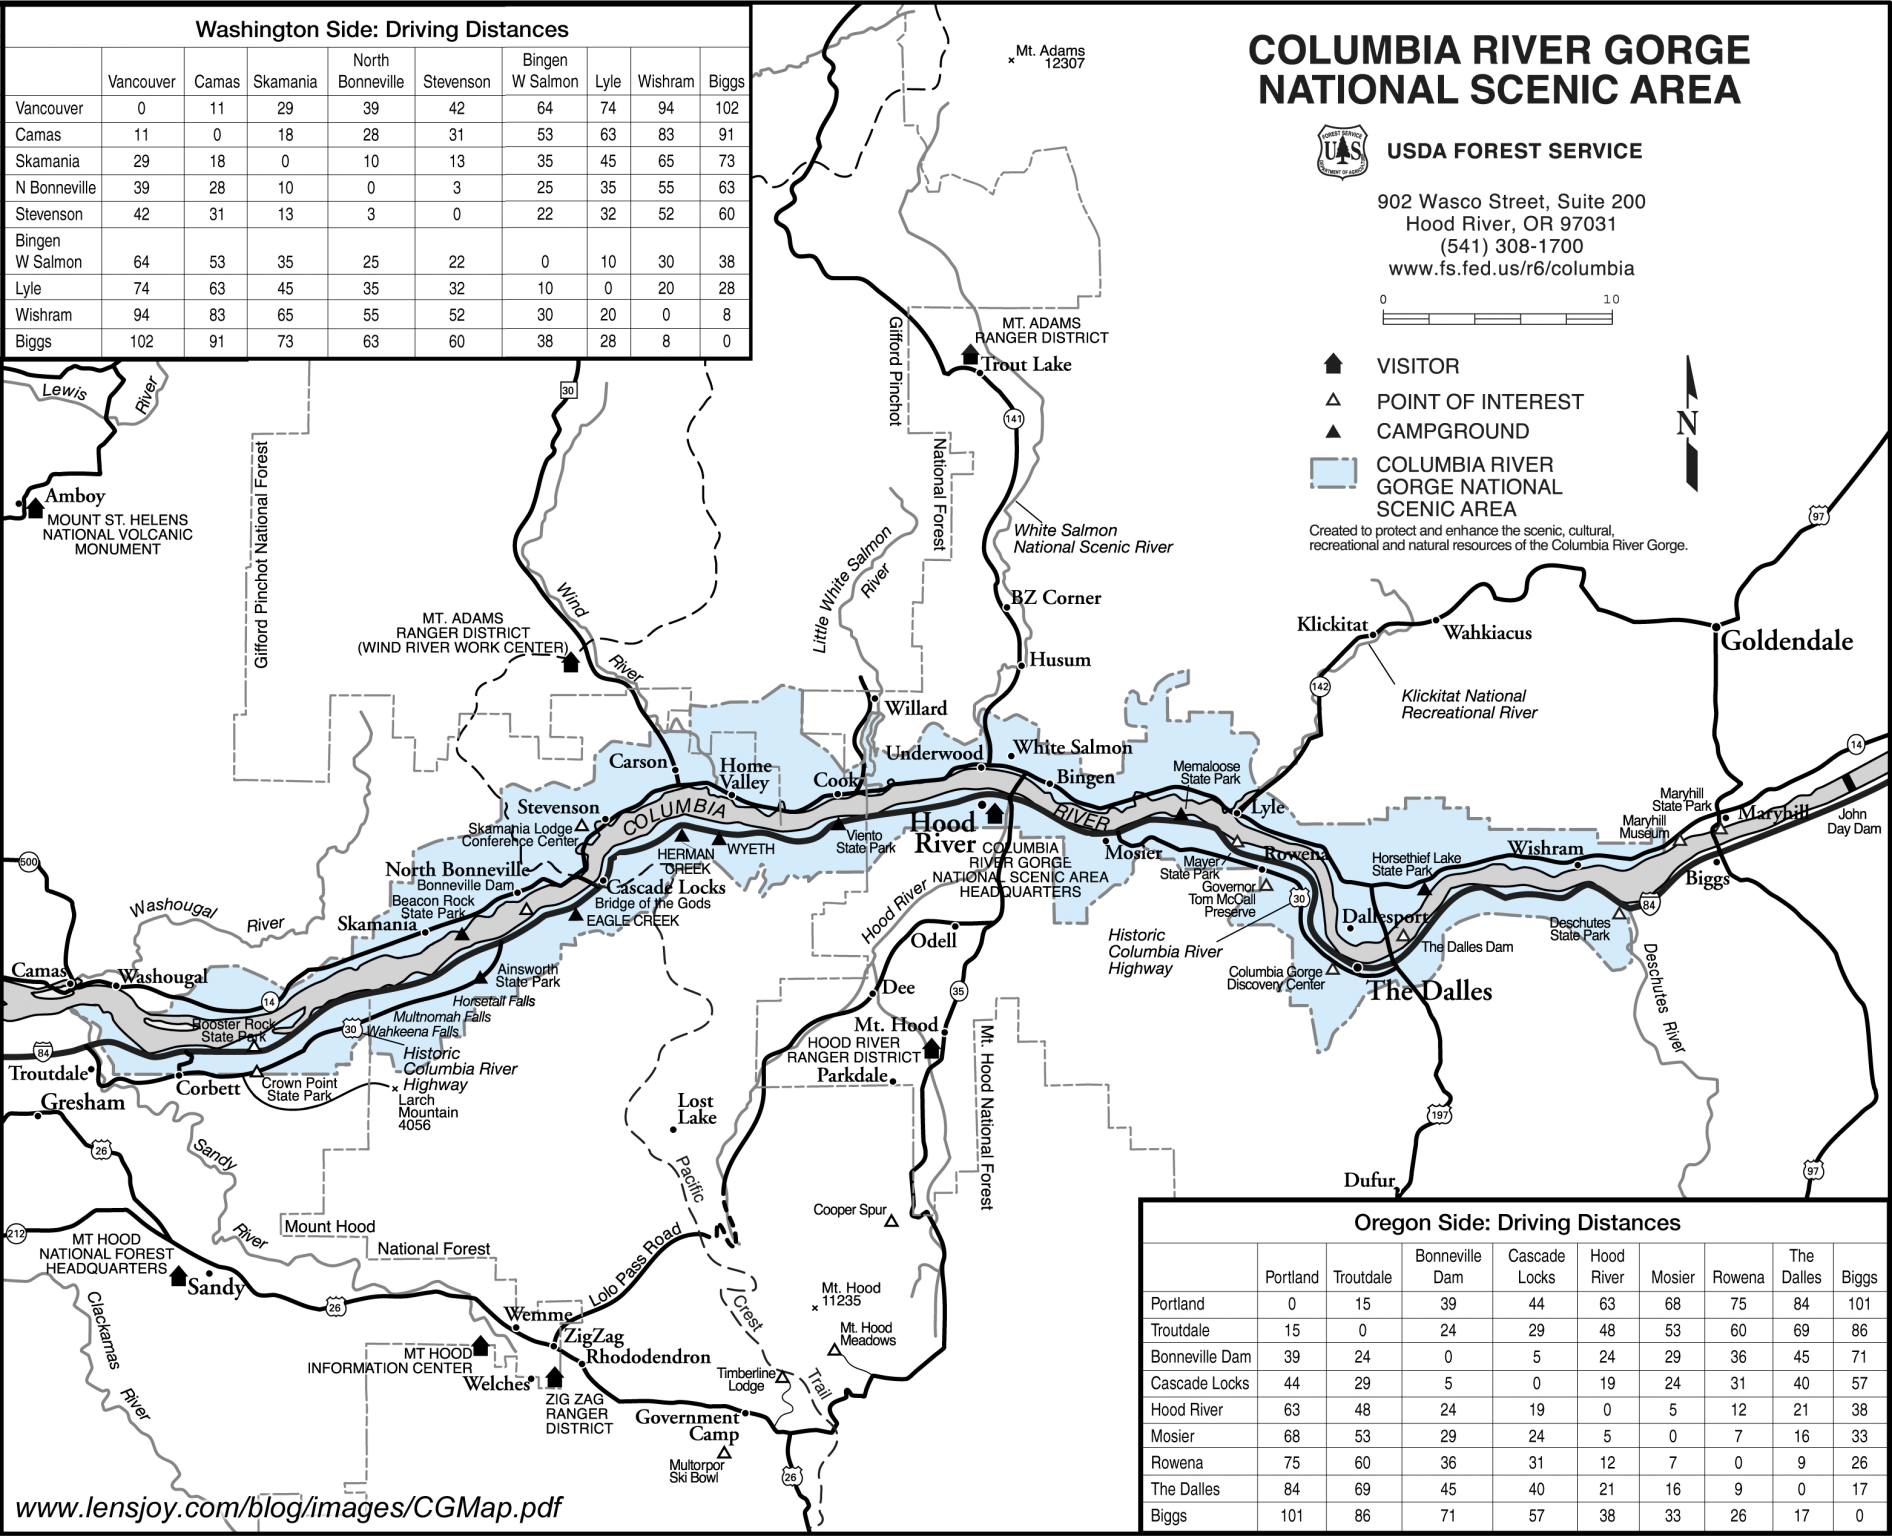 Washington Side: Driving Distances
Vancouver Camas Skamania North Bonneville Stevenson Bingen W Salmon Lyle Wishram Biggs
Vancouver 0 11 29 39 42 64 74 94 102
Camas 11 0 18 28 31 53 63 83 91
Skamania 29 18 0 10 13 35 45 65 73
N Bonneville 39 28 10 0 3 25 35 55 63
Stevenson 42 31 13 3 0 22 32 52 60
Bingen
W Salmon 64 53 35 25 22 0 10 30 38
Lyle 74 63 45 35 32 10 0 20 28
Wishram 94 83 65 55 52 30 20 0 8
Biggs 102 91 73 63 60 38 28 8 0
COLUMBIA RIVER GORGE
NATIONAL SCENIC AREA
FOREST SERVICE
U S
DEPARTMENT OF AGRICULTURE
USDA FOREST SERVICE
902 Wasco Street, Suite 200
Hood River, OR 97031
(541) 308-1700
www.fs.fed.us/r6/columbia
0 10
VISITOR
POINT OF INTEREST
CAMPGROUND
COLUMBIA RIVER
GORGE NATIONAL
SCENIC AREA
Created to protect and enhance the scenic, cultural,
recreational and natural resources of the Columbia River Gorge.
N
Mt. Adams
12307
MT. ADAMS
RANGER DISTRICT
Trout Lake
141
Gifford Pinchot
National Forest
White Salmon
National Scenic River
BZ Corner
Husum
Little White Salmon
River
Willard
Lewis
River
Amboy
MOUNT ST. HELENS
NATIONAL VOLCANIC
MONUMENT
Gifford Pinchot National Forest
30
Wind
River
MT. ADAMS
RANGER DISTRICT
(WIND RIVER WORK CENTER)
97
Klickitat
Wahkiacus
Goldendale
142
Klickitat National
Recreational River
14
Carson
Home
Valley
Cook
Underwood
White Salmon
Bingen
Memaloose
State Park
Lyle
Stevenson
Skamania Lodge
Conference Center
COLUMBIA
RIVER
North Bonneville
Bonneville Dam
Beacon Rock
State Park
Skamania
Cascade Locks
Bridge of the Gods
EAGLE CREEK
HERMAN
CREEK
WYETH
Viento
State Park
Hood
River
COLUMBIA
RIVER GORGE
NATIONAL SCENIC AREA
HEADQUARTERS
Mosier
Mayer
State Park
Rowena
Governor
Tom McCall
Preserve
30
Historic
Columbia River
Highway
Columbia Gorge
Discovery Center
Dallesport
The Dalles Dam
The Dalles
Horsethief Lake
State Park
Wishram
Maryhill
State Park
Maryhill
Museum
Maryhill
John
Day Dam
Biggs
84
Deschutes
State Park
Deschutes River
500
Washougal
River
Camas
Washougal
14
Rooster Rock
State Park
84
Troutdale
Corbett
Crown Point
State Park
Ainsworth
State Park
Horsetail Falls
Multnomah Falls
Wahkeena Falls
30
Historic
Columbia River
Highway
Larch
Mountain
4056
Gresham
26
Sandy
River
212
MT HOOD
NATIONAL FOREST
HEADQUARTERS
Sandy
Clackamas
River
Mount Hood
National Forest
26
Wemme
ZigZag
Rhododendron
MT HOOD
INFORMATION CENTER
Welches
ZIG ZAG
RANGER
DISTRICT
Lolo Pass Road
Government
Camp
Multorpor
Ski Bowl
26
Timberline
Lodge
Pacific
Crest
Trail
Mt. Hood
11235
Mt. Hood
Meadows
Cooper Spur
Lost
Lake
Hood River
Odell
Dee
35
Mt. Hood
HOOD RIVER
RANGER DISTRICT
Parkdale
Mt. Hood National Forest
197
Dufur
97
Oregon Side: Driving Distances
Portland Troutdale Bonneville Dam Cascade Locks Hood River Mosier Rowena The Dalles Biggs
Portland 0 15 39 44 63 68 75 84 101
Troutdale 15 0 24 29 48 53 60 69 86
Bonneville Dam 39 24 0 5 24 29 36 45 71
Cascade Locks 44 29 5 0 19 24 31 40 57
Hood River 63 48 24 19 0 5 12 21 38
Mosier 68 53 29 24 5 0 7 16 33
Rowena 75 60 36 31 12 7 0 9 26
The Dalles 84 69 45 40 21 16 9 0 17
Biggs 101 86 71 57 38 33 26 17 0
www.lensjoy.com/blog/images/CGMap.pdf